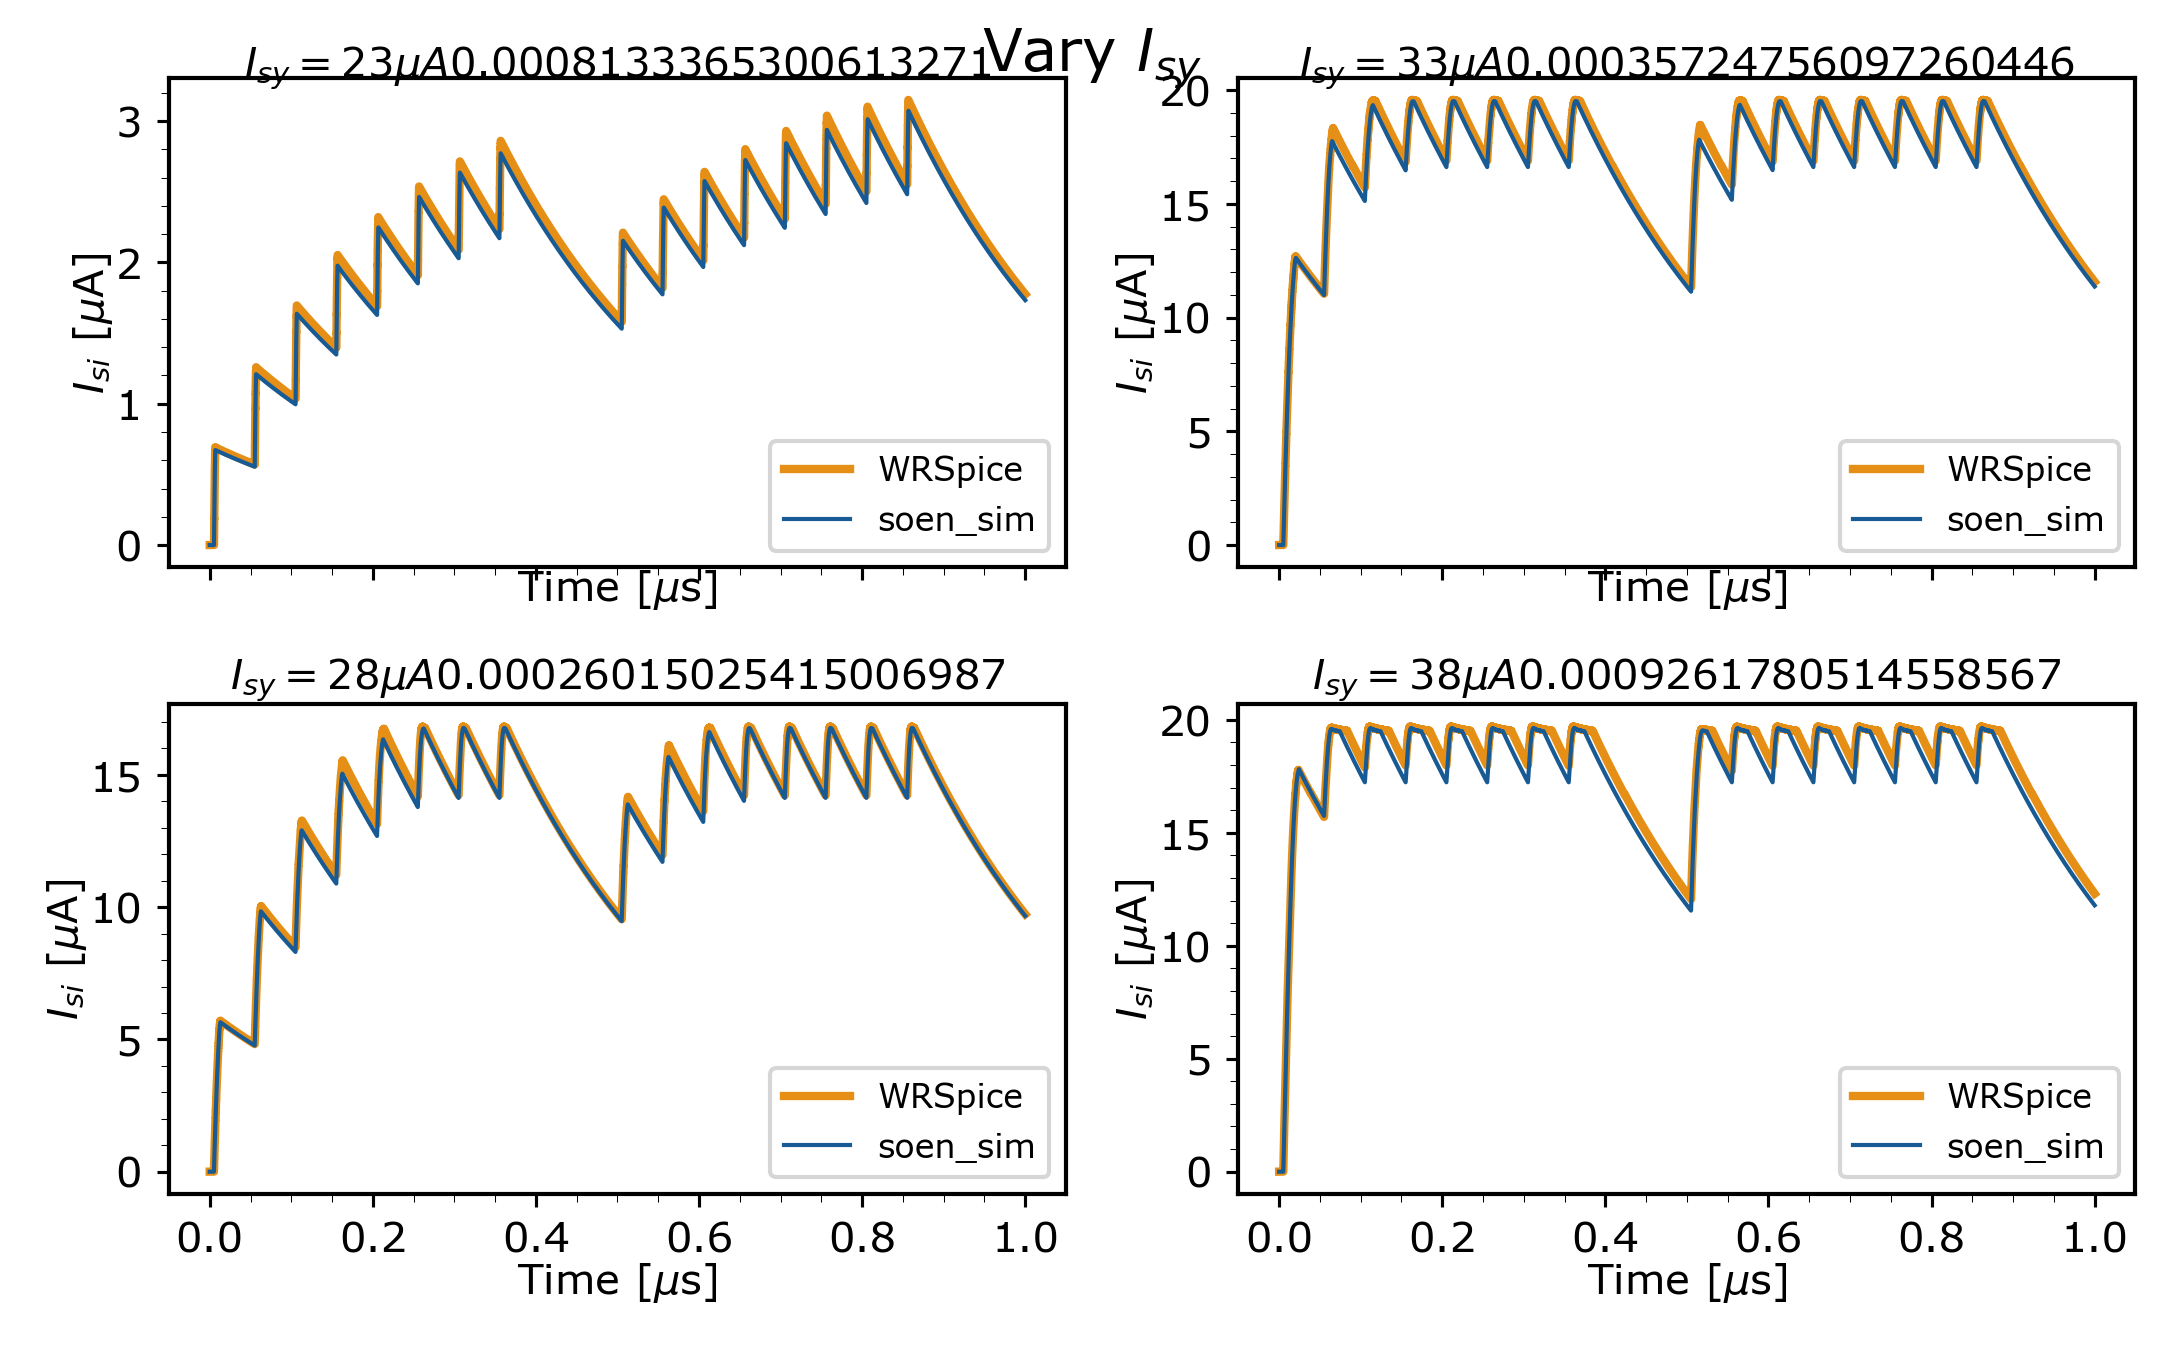 Vary I_sy
I_sy = 23μA0.0008133365300613271
3
2
1
0
I_si [μA]
WRSpice
soen_sim
Time [μs]
I_sy = 33μA0.00035724756097260446
20
15
10
5
0
I_si [μA]
WRSpice
soen_sim
Time [μs]
I_sy = 28μA0.000260150025415006987
15
10
5
0
I_si [μA]
WRSpice
soen_sim
0.0 0.2 0.4 0.6 0.8 1.0
Time [μs]
I_sy = 38μA0.0009261780514558567
20
15
10
5
0
I_si [μA]
WRSpice
soen_sim
0.0 0.2 0.4 0.6 0.8 1.0
Time [μs]